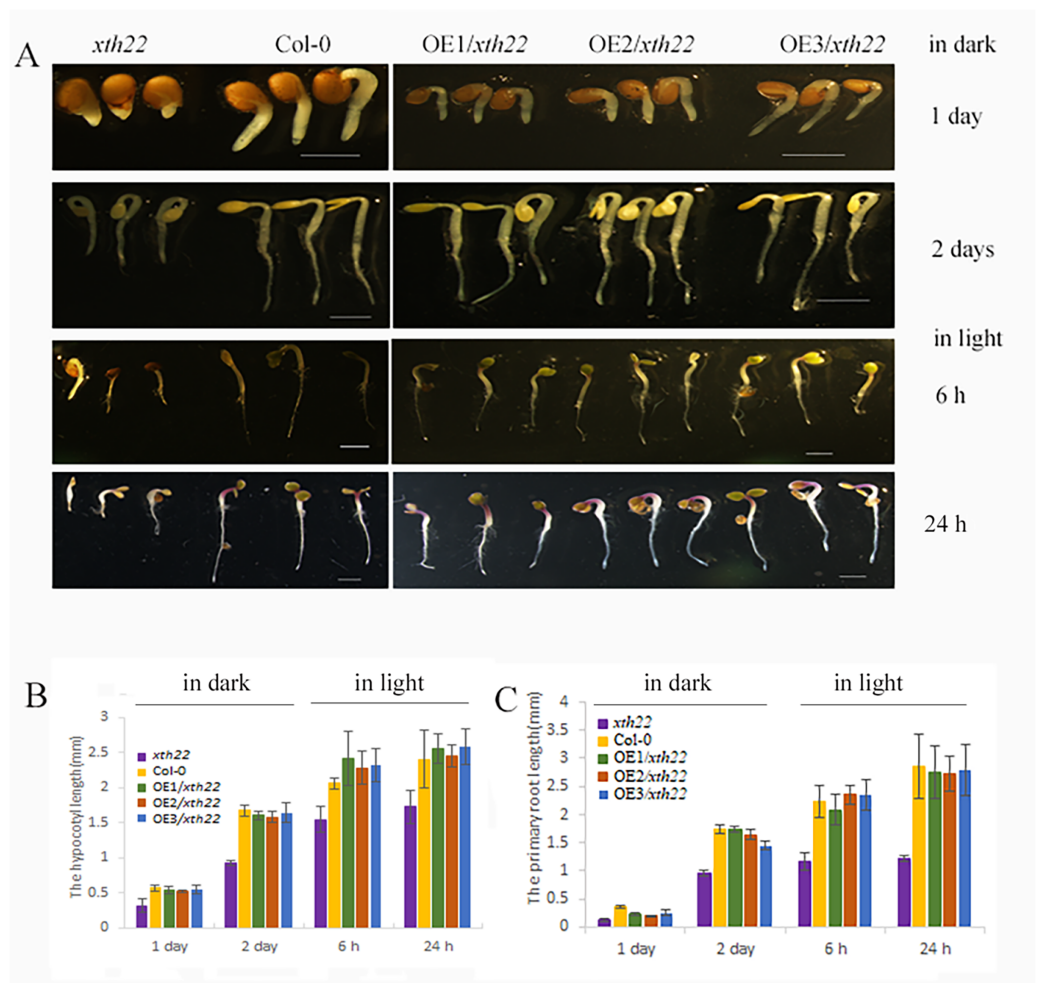 A
xth22 Col-0 OE1/xth22 OE2/xth22 OE3/xth22 in dark
1 day
2 days
in light
6 h
24 h
B
in dark in light
The hypocotyl length(mm)
3
2.5
2
1.5
1
0.5
0
xth22
Col-0
OE1/xth22
OE2/xth22
OE3/xth22
1 day 2 day 6 h 24 h
C
in dark in light
The primary root length(mm)
4
3.5
3
2.5
2
1.5
1
0.5
0
xth22
Col-0
OE1/xth22
OE2/xth22
OE3/xth22
1 day 2 day 6 h 24 h